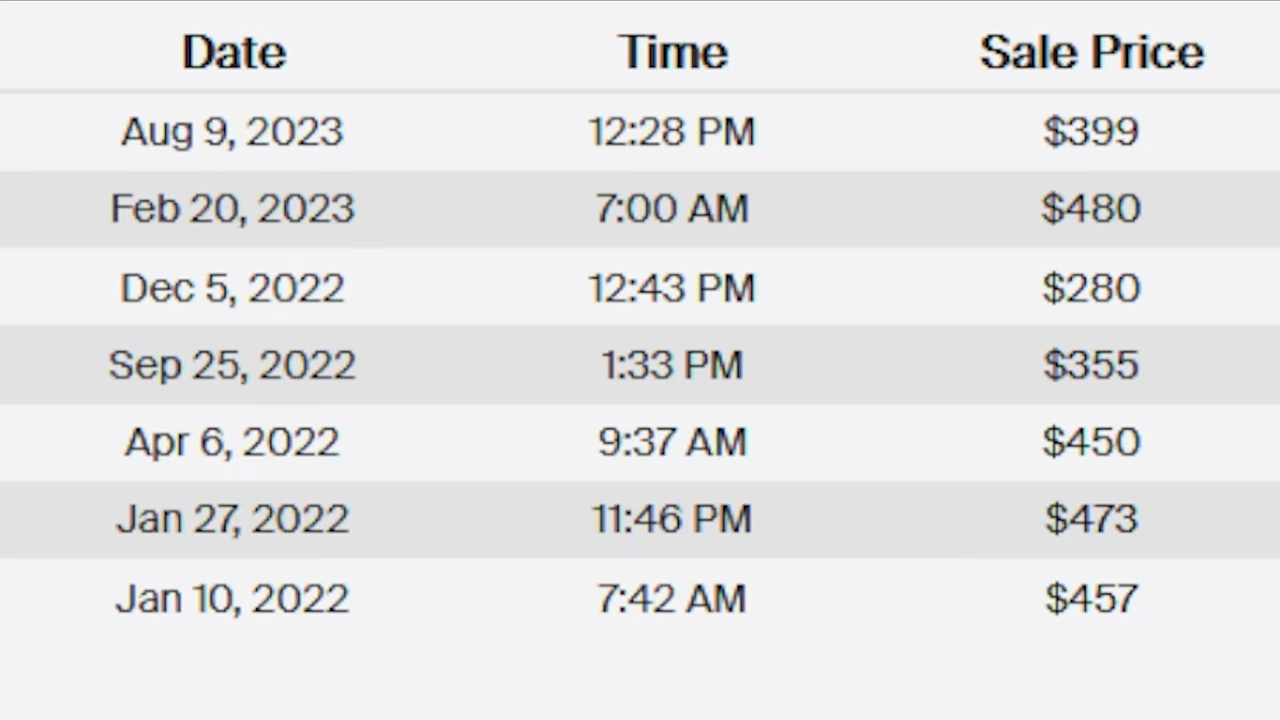 Date Time Sale Price
Aug 9, 2023 12:28 PM $399
Feb 20, 2023 7:00 AM $480
Dec 5, 2022 12:43 PM $280
Sep 25, 2022 1:33 PM $355
Apr 6, 2022 9:37 AM $450
Jan 27, 2022 11:46 PM $473
Jan 10, 2022 7:42 AM $457